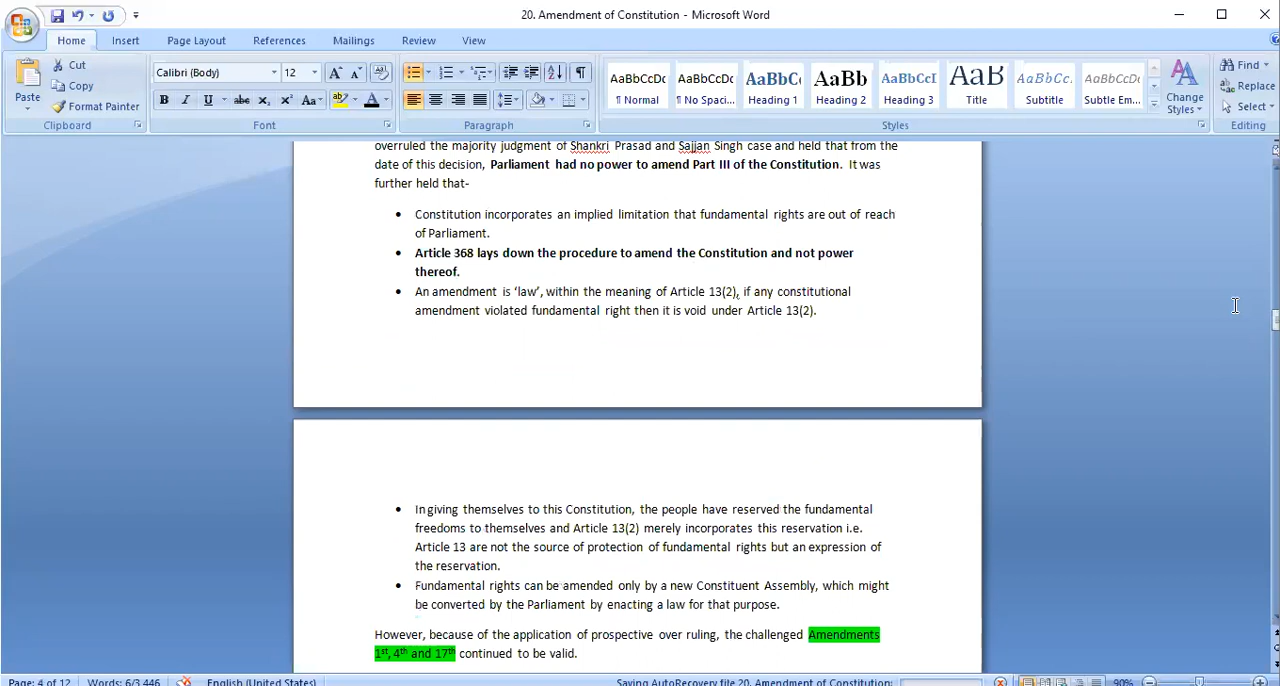 20. Amendment of Constitution - Microsoft Word
Home Insert Page Layout References Mailings Review View
Paste
Cut
Copy
Format Painter
Clipboard
Calibri (Body) 12
B I U abc X₂ X² Aa
Font
Paragraph
AaBbCcDc AaBbCcDc AaBbC AaBb AaBbCcI AaB AaBbCc. AaBbCcDc
¶ Normal ¶ No Spaci... Heading 1 Heading 2 Heading 3 Title Subtitle Subtle Em...
Change
Styles
Styles
Find
Replace
Select
Editing
overruled the majority judgment of Shankri Prasad and Sajjan Singh case and held that from the
date of this decision, Parliament had no power to amend Part III of the Constitution. It was
further held that-
• Constitution incorporates an implied limitation that fundamental rights are out of reach
of Parliament.
• Article 368 lays down the procedure to amend the Constitution and not power
thereof.
• An amendment is ‘law’, within the meaning of Article 13(2), if any constitutional
amendment violated fundamental right then it is void under Article 13(2).
• In giving themselves to this Constitution, the people have reserved the fundamental
freedoms to themselves and Article 13(2) merely incorporates this reservation i.e.
Article 13 are not the source of protection of fundamental rights but an expression of
the reservation.
• Fundamental rights can be amended only by a new Constituent Assembly, which might
be converted by the Parliament by enacting a law for that purpose.
However, because of the application of prospective over ruling, the challenged Amendments
1st, 4th and 17th continued to be valid.
Page: 4 of 12 Words: 6/3,446 English (United States) Saving AutoRecovery file 20. Amendment of Constitution: 90%